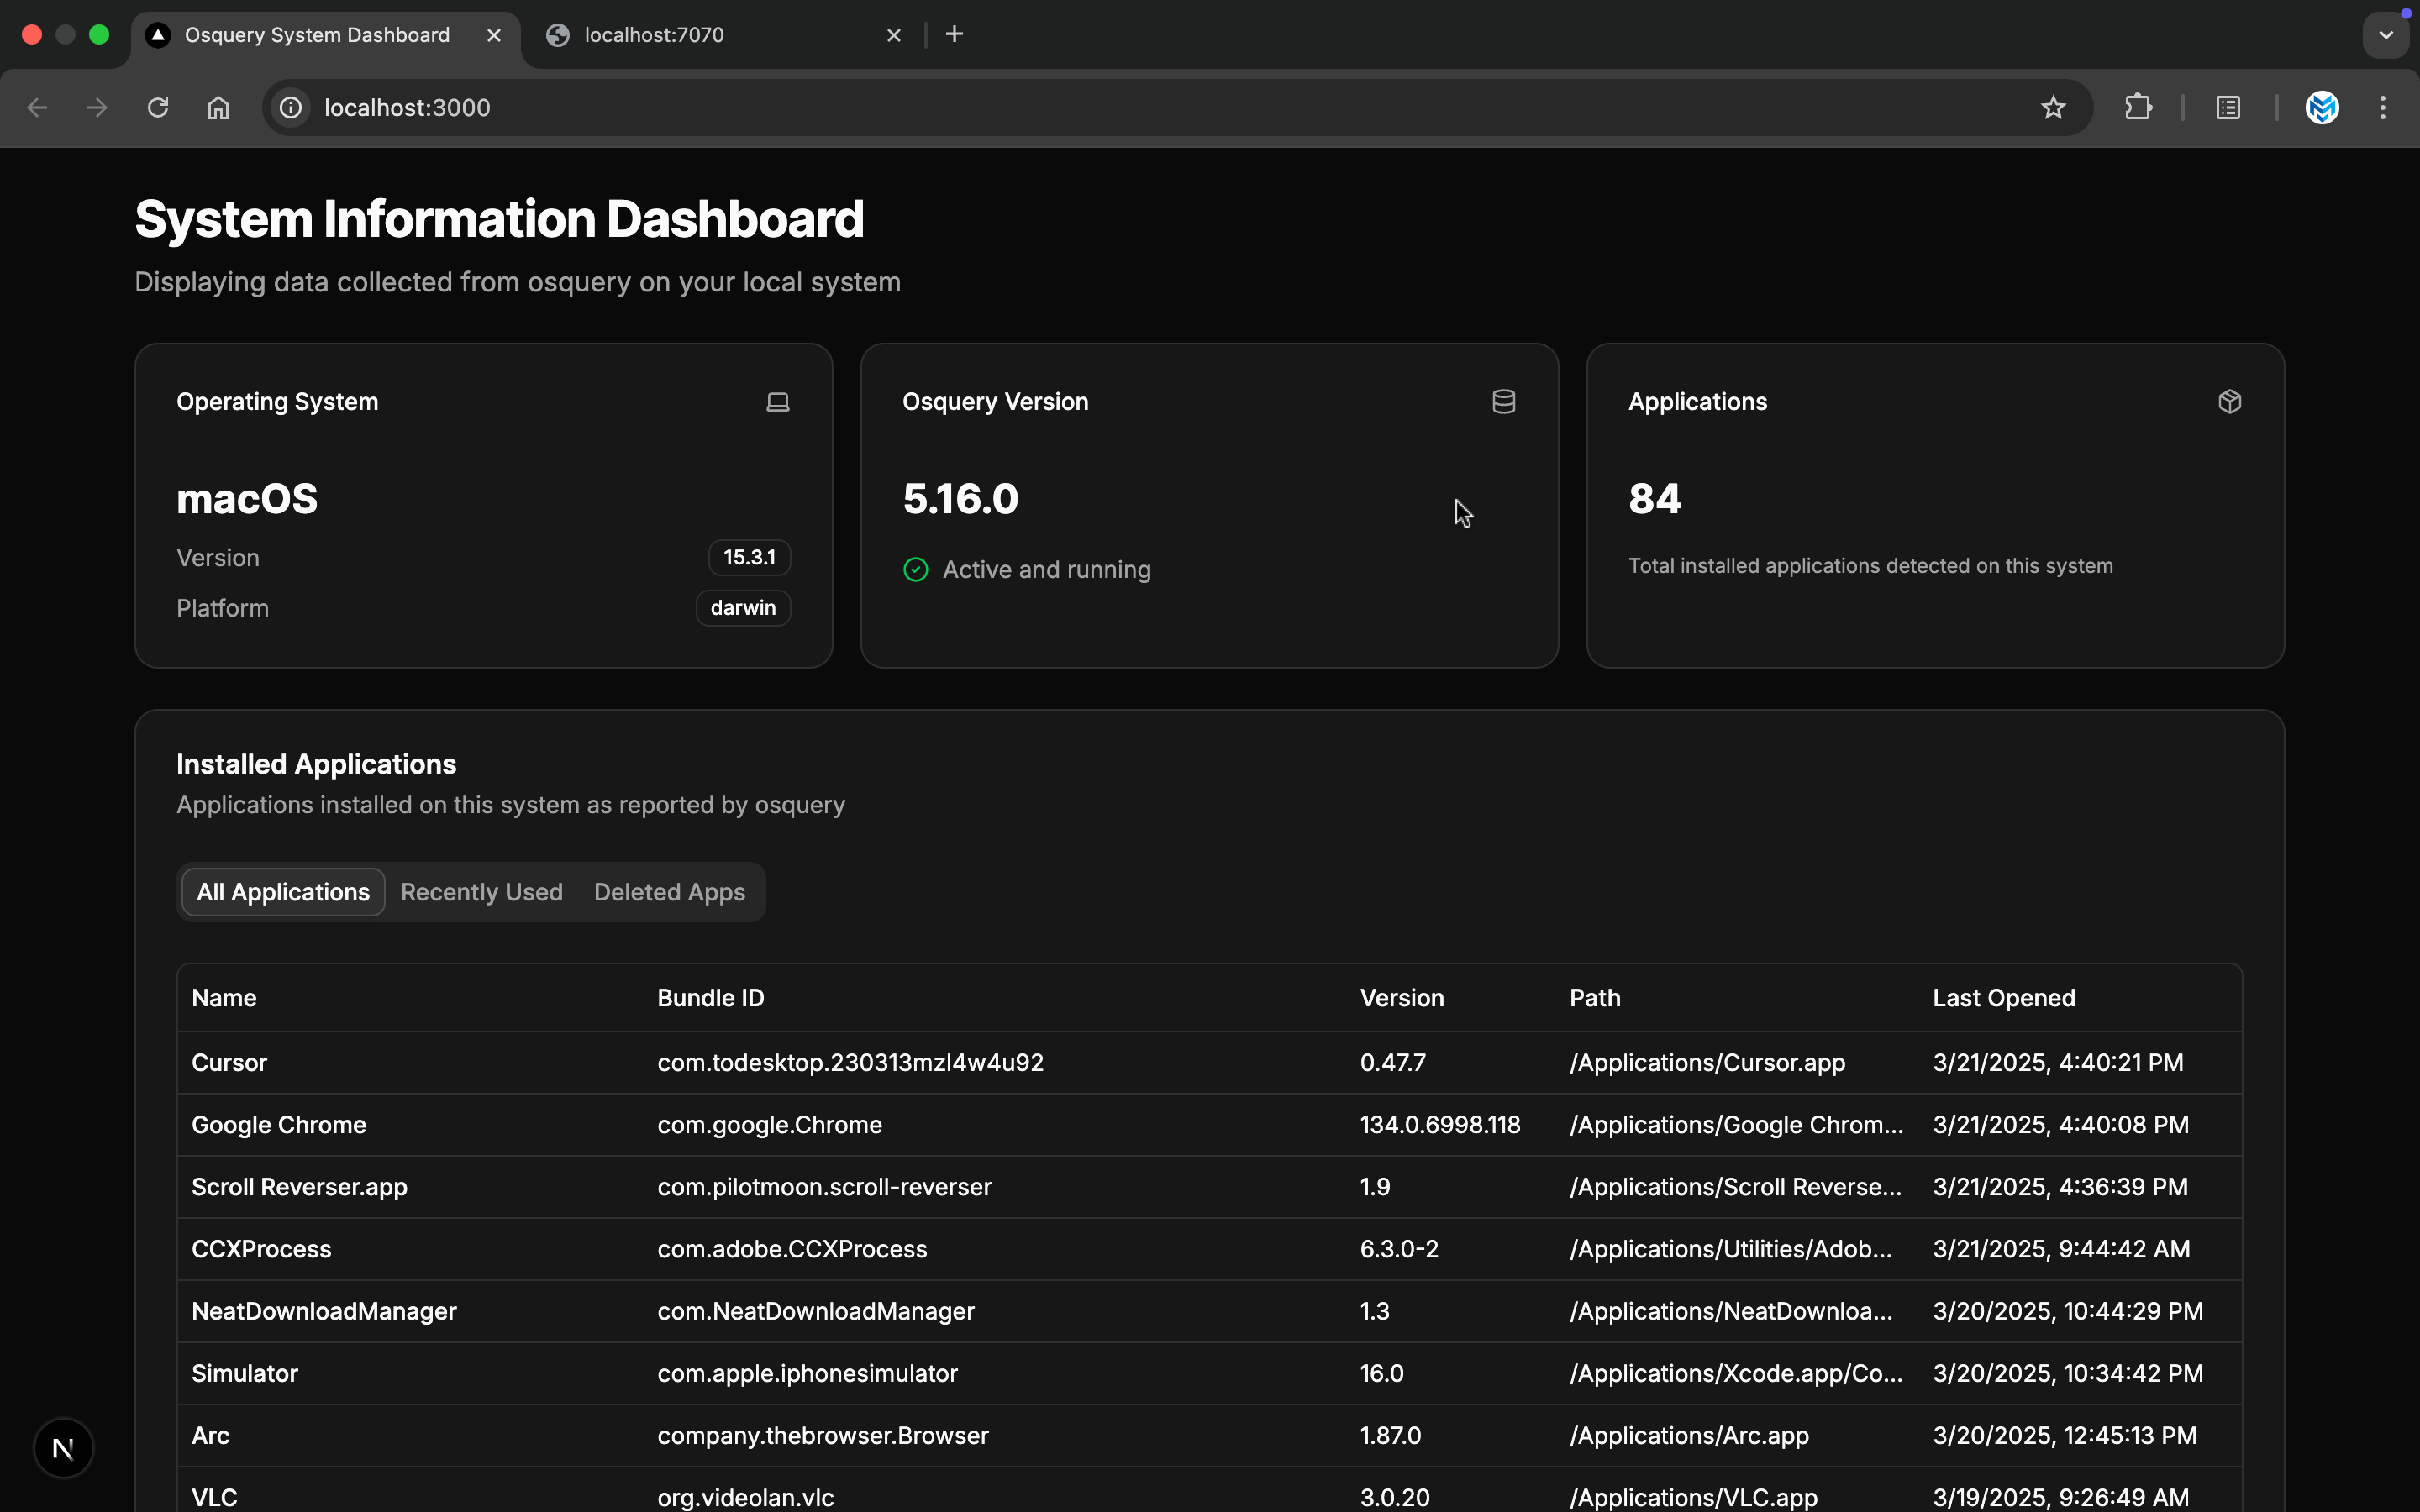 Osquery System Dashboard
localhost:7070
localhost:3000
System Information Dashboard
Displaying data collected from osquery on your local system
Operating System
macOS
Version 15.3.1
Platform darwin
Osquery Version
5.16.0
Active and running
Applications
84
Total installed applications detected on this system
Installed Applications
Applications installed on this system as reported by osquery
All Applications Recently Used Deleted Apps
Name Bundle ID Version Path Last Opened
Cursor com.todesktop.230313mzl4w4u92 0.47.7 /Applications/Cursor.app 3/21/2025, 4:40:21 PM
Google Chrome com.google.Chrome 134.0.6998.118 /Applications/Google Chrom... 3/21/2025, 4:40:08 PM
Scroll Reverser.app com.pilotmoon.scroll-reverser 1.9 /Applications/Scroll Reverse... 3/21/2025, 4:36:39 PM
CCXProcess com.adobe.CCXProcess 6.3.0-2 /Applications/Utilities/Adob... 3/21/2025, 9:44:42 AM
NeatDownloadManager com.NeatDownloadManager 1.3 /Applications/NeatDownloa... 3/20/2025, 10:44:29 PM
Simulator com.apple.iphonesimulator 16.0 /Applications/Xcode.app/Co... 3/20/2025, 10:34:42 PM
Arc company.thebrowser.Browser 1.87.0 /Applications/Arc.app 3/20/2025, 12:45:13 PM
VLC org.videolan.vlc 3.0.20 /Applications/VLC.app 3/19/2025, 9:26:49 AM
N